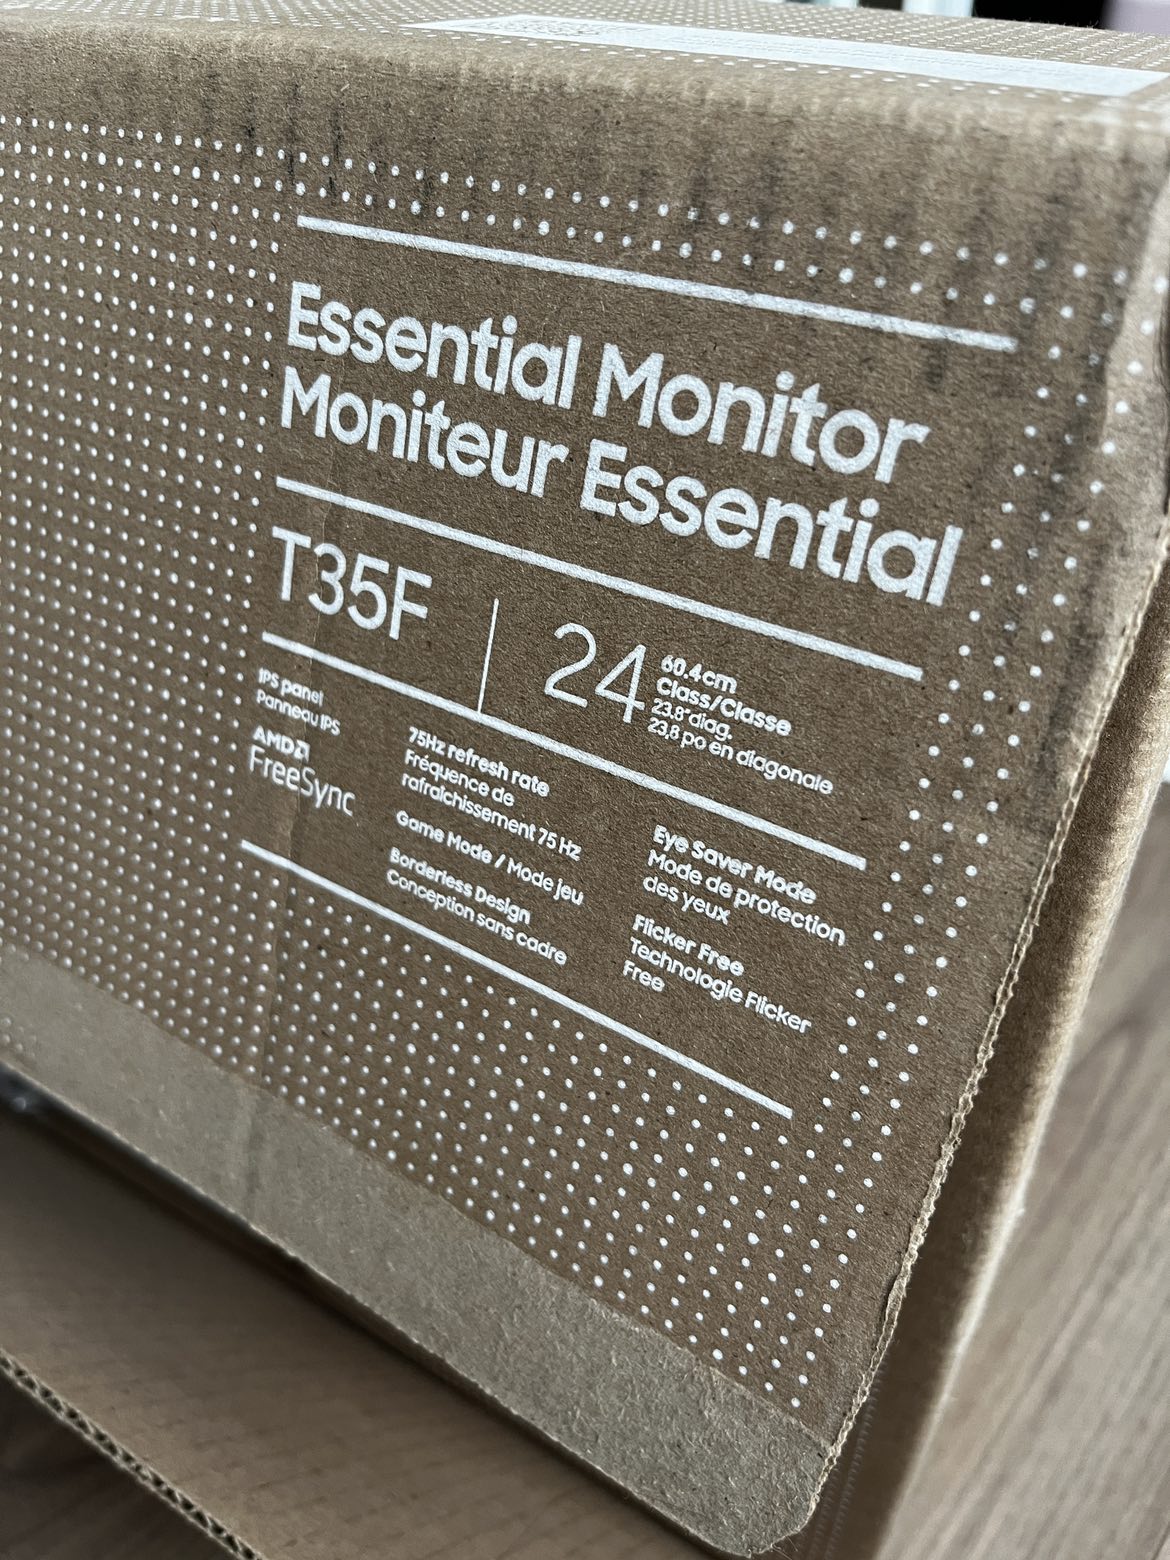 Essential Monitor
Moniteur Essential
T35F
24
60.4cm
Class/Classe
23.8" diag.
23,8 po en diagonale
IPS panel
Panneau IPS
AMD
FreeSync
75Hz refresh rate
Fréquence de
rafraîchissement 75 Hz
Game Mode / Mode jeu
Borderless Design
Conception sans cadre
Eye Saver Mode
Mode de protection
des yeux
Flicker Free
Technologie Flicker
Free